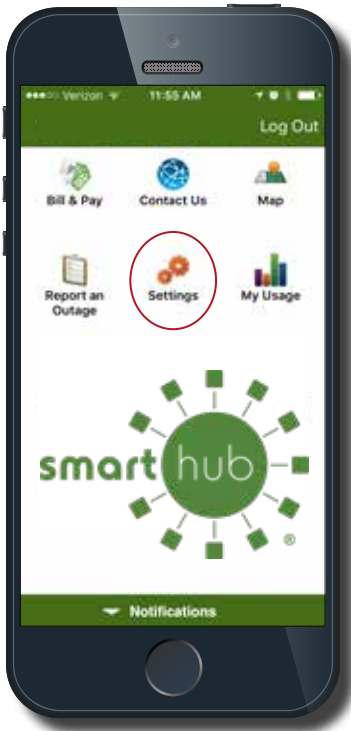 Verizon 11:55 AM
Log Out
Bill & Pay Contact Us Map
Report an Outage Settings My Usage
smart hub
®
Notifications